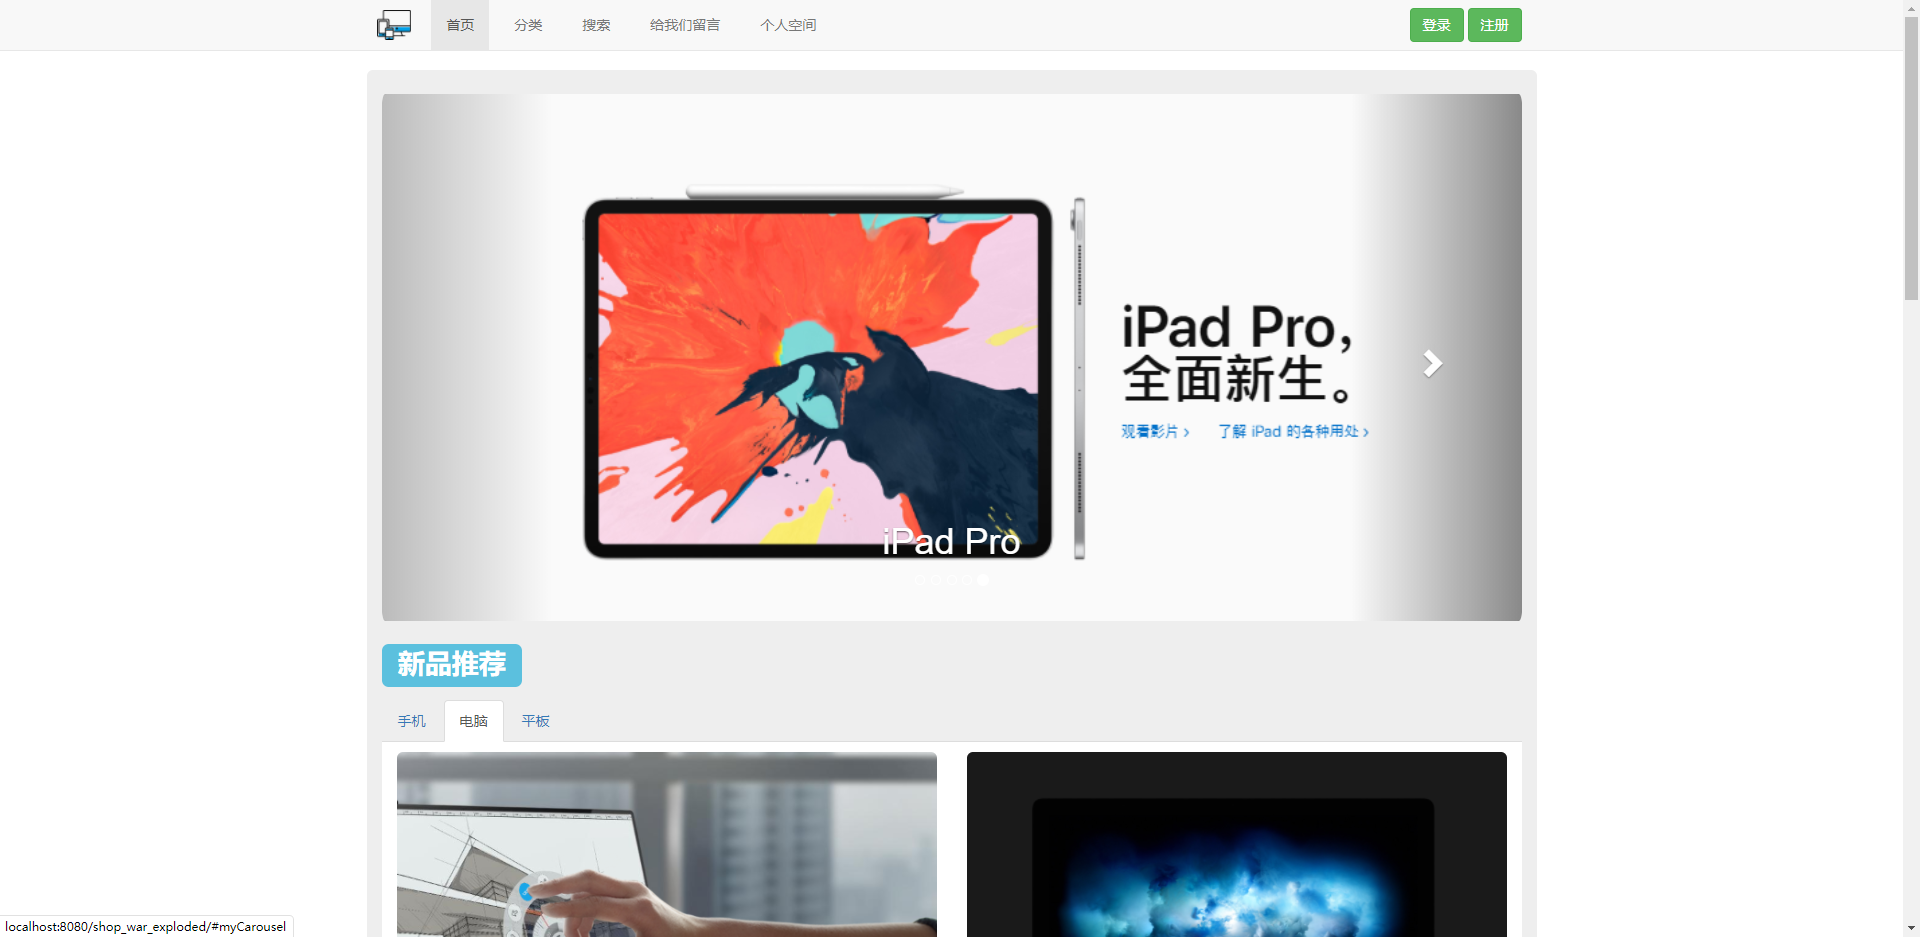 首页
分类
搜索
给我们留言
个人空间
登录
注册
iPad Pro,
全面新生。
观看影片 ›
了解 iPad 的各种用处 ›
iPad Pro
新品推荐
手机
电脑
平板
localhost:8080/shop_war_exploded/#myCarousel